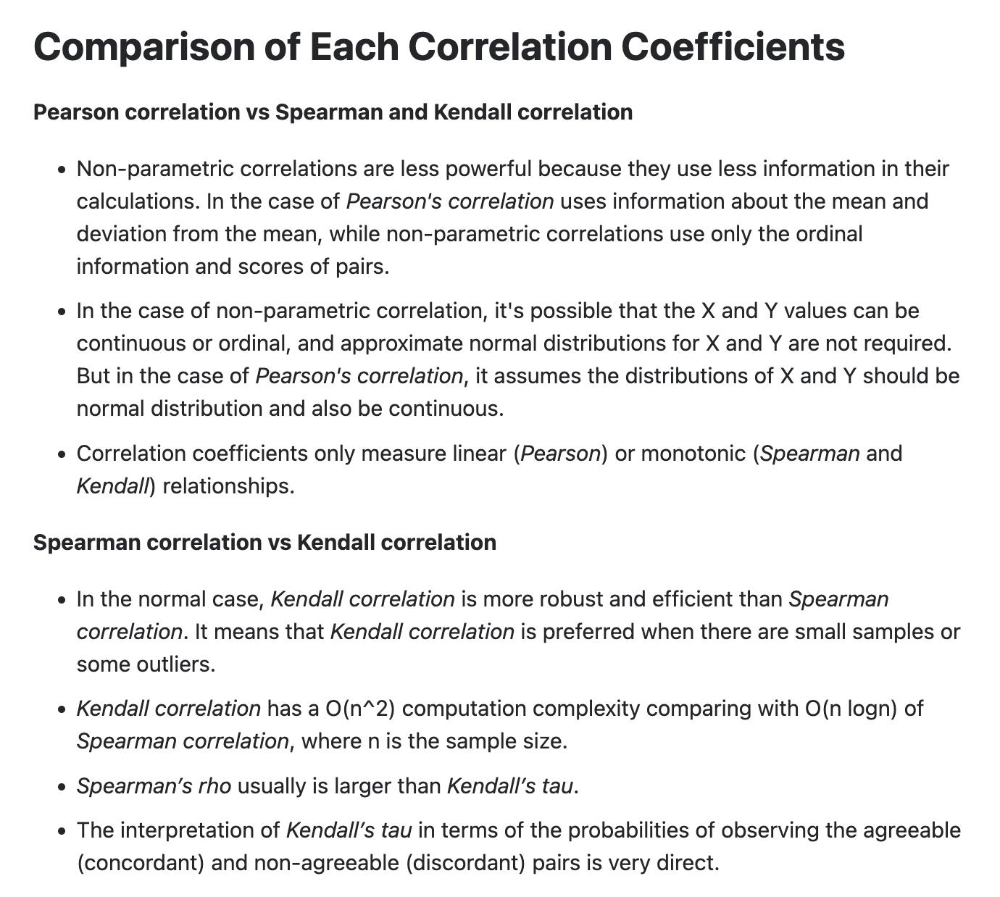 Comparison of Each Correlation Coefficients
Pearson correlation vs Spearman and Kendall correlation
• Non-parametric correlations are less powerful because they use less information in their
calculations. In the case of Pearson's correlation uses information about the mean and
deviation from the mean, while non-parametric correlations use only the ordinal
information and scores of pairs.
• In the case of non-parametric correlation, it's possible that the X and Y values can be
continuous or ordinal, and approximate normal distributions for X and Y are not required.
But in the case of Pearson's correlation, it assumes the distributions of X and Y should be
normal distribution and also be continuous.
• Correlation coefficients only measure linear (Pearson) or monotonic (Spearman and
Kendall) relationships.
Spearman correlation vs Kendall correlation
• In the normal case, Kendall correlation is more robust and efficient than Spearman
correlation. It means that Kendall correlation is preferred when there are small samples or
some outliers.
• Kendall correlation has a O(n^2) computation complexity comparing with O(n logn) of
Spearman correlation, where n is the sample size.
• Spearman’s rho usually is larger than Kendall’s tau.
• The interpretation of Kendall’s tau in terms of the probabilities of observing the agreeable
(concordant) and non-agreeable (discordant) pairs is very direct.